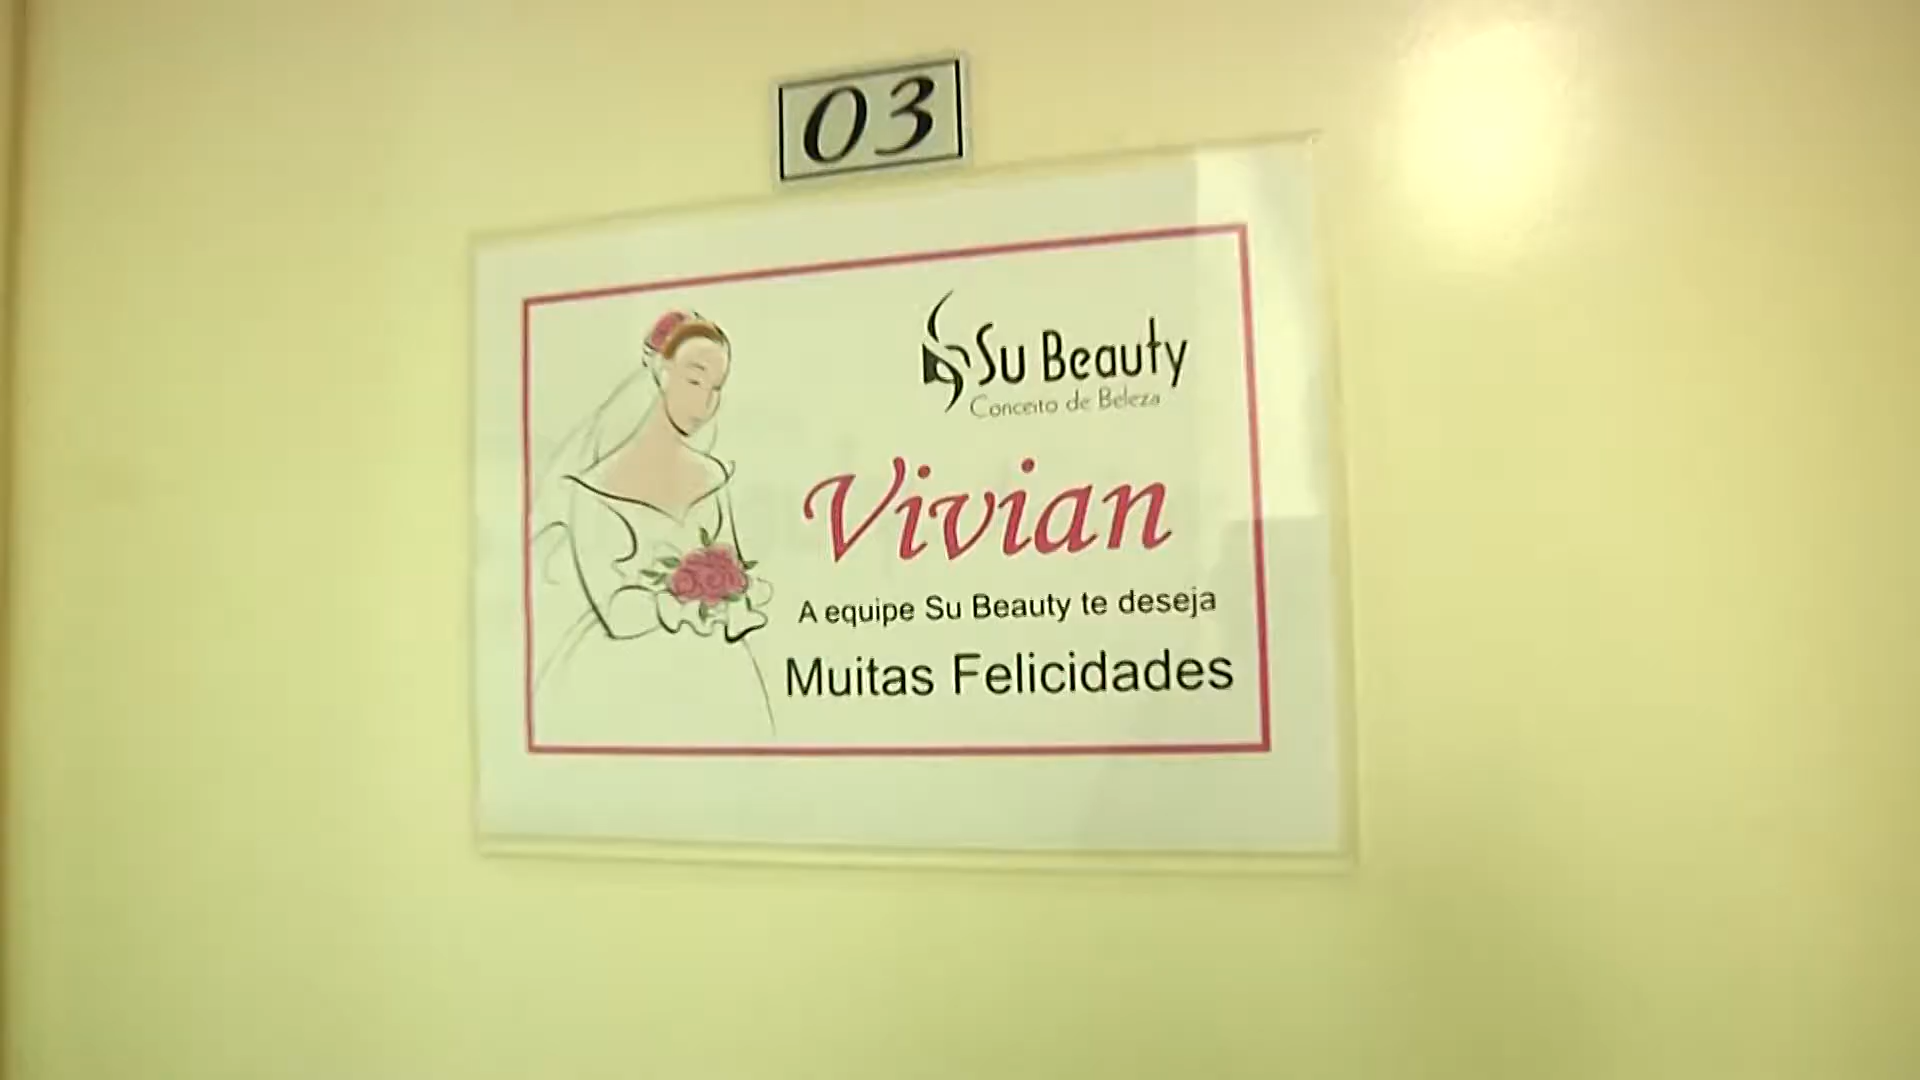 03
Su Beauty
Conceito de Beleza
Vivian
A equipe Su Beauty te deseja
Muitas Felicidades